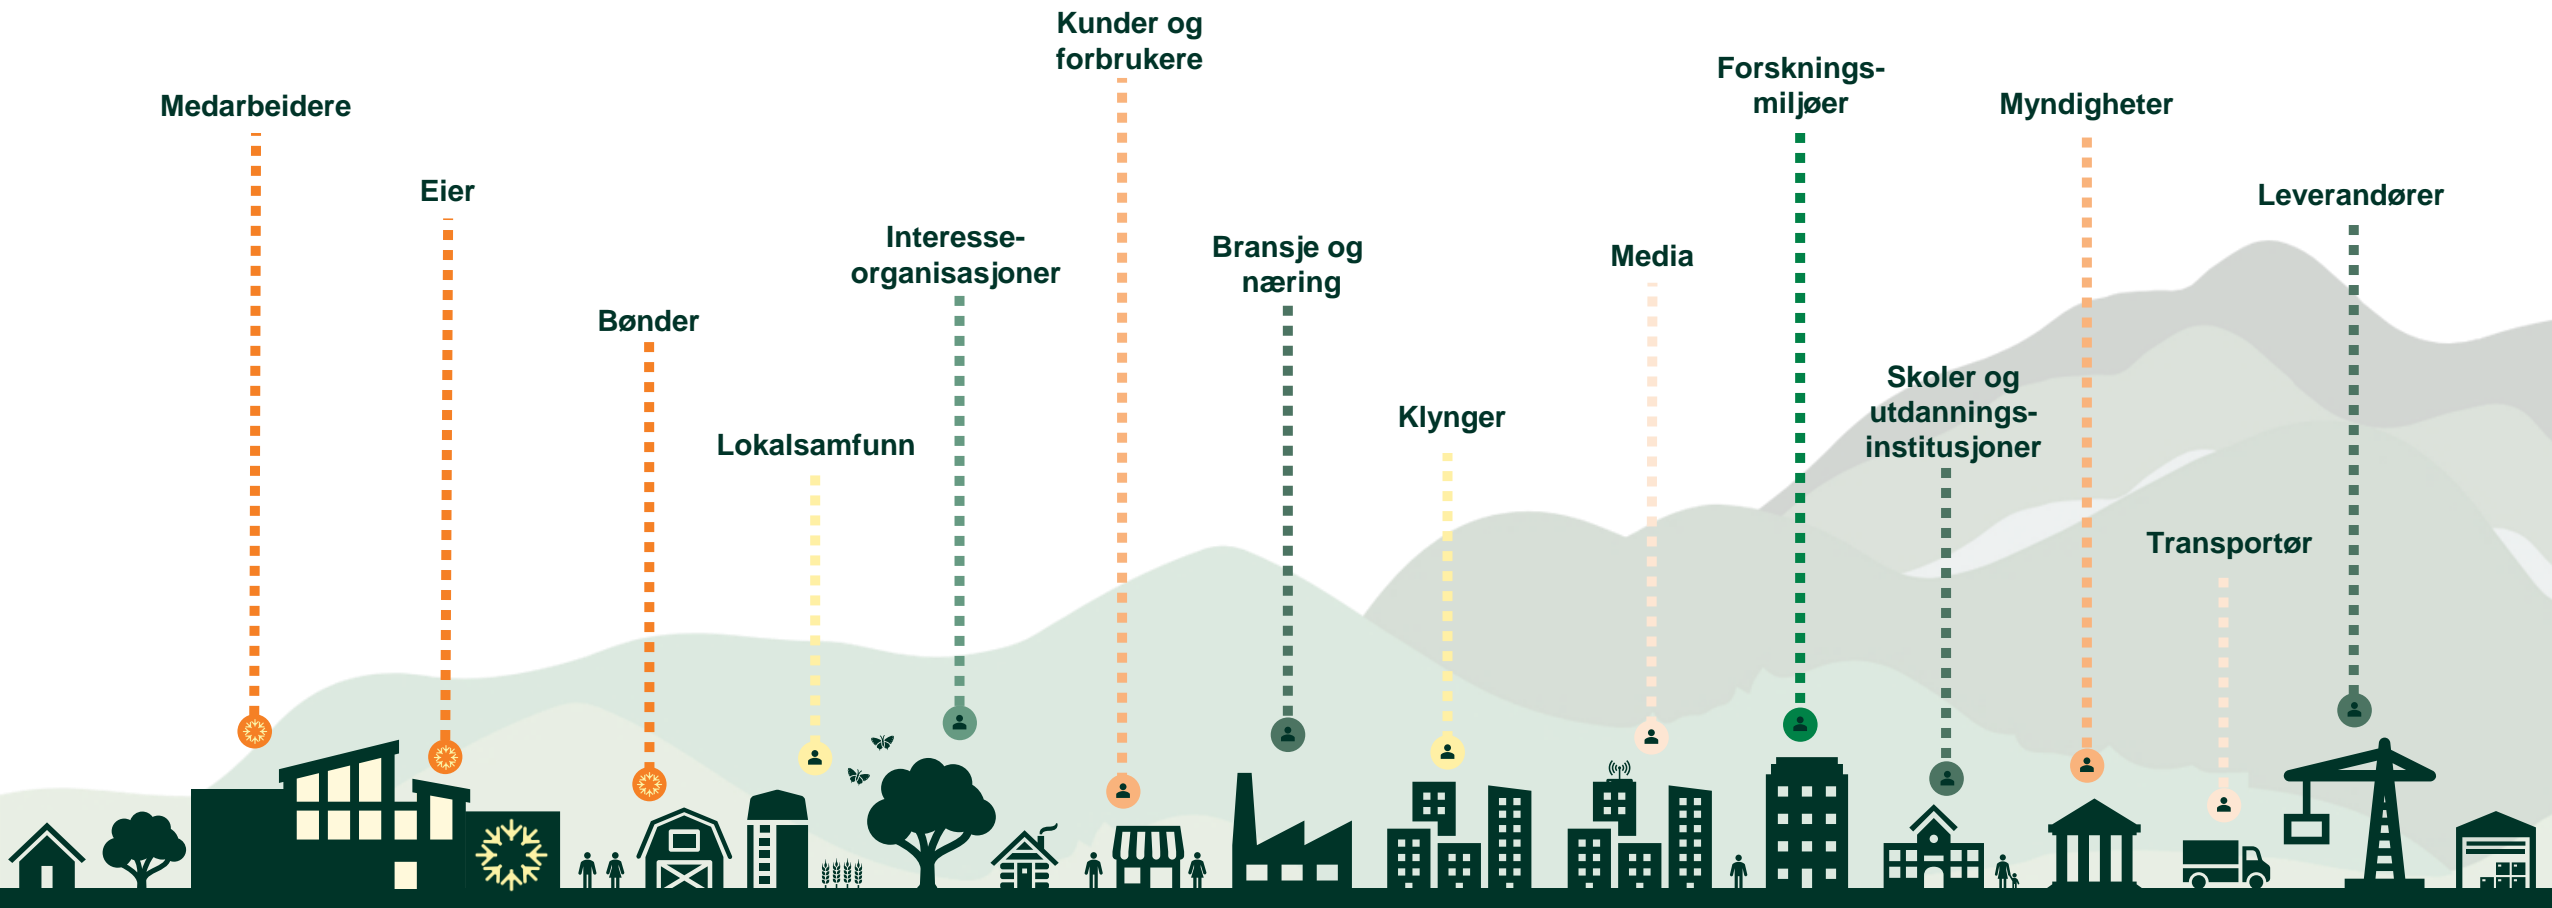 Medarbeidere
Eier
Bønder
Lokalsamfunn
Interesse-
organisasjoner
Kunder og
forbrukere
Bransje og
næring
Klynger
Media
Forsknings-
miljøer
Skoler og
utdannings-
institusjoner
Myndigheter
Transportør
Leverandører